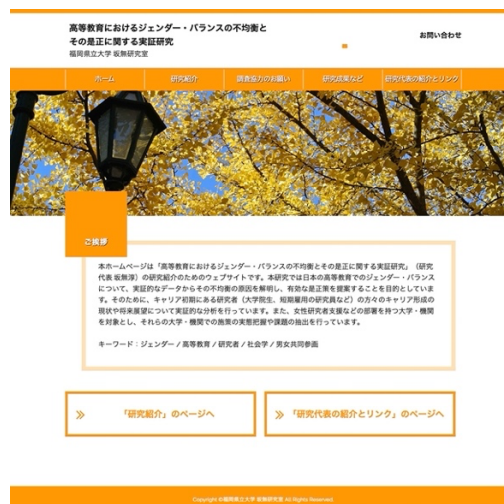 高等教育におけるジェンダー・バランスの不均衡と
その是正に関する実証研究
福岡県立大学 坂無研究室
お問い合わせ
ホーム
研究紹介
調査協力のお願い
研究成果など
研究代表の紹介とリンク
ご挨拶
本ホームページは「高等教育におけるジェンダー・バランスの不均衡とその是正に関する実証研究」（研究
代表 坂無淳）の研究紹介のためのウェブサイトです。本研究では日本の高等教育でのジェンダー・バランス
について、実証的なデータからその不均衡の原因を解明し、有効な是正策を提案することを目的としていま
す。そのために、キャリア初期にある研究者（大学院生、短期雇用の研究員など）の方々のキャリア形成の
現状や将来展望について実証的な分析を行っています。また、女性研究者支援などの部署を持つ大学・機関
を対象とし、それらの大学・機関での施策の実態把握や課題の抽出を行っています。
キーワード：ジェンダー / 高等教育 / 研究者 / 社会学 / 男女共同参画
「研究紹介」のページへ
「研究代表の紹介とリンク」のページへ
Copyright ©福岡県立大学 坂無研究室 All Rights Reserved.